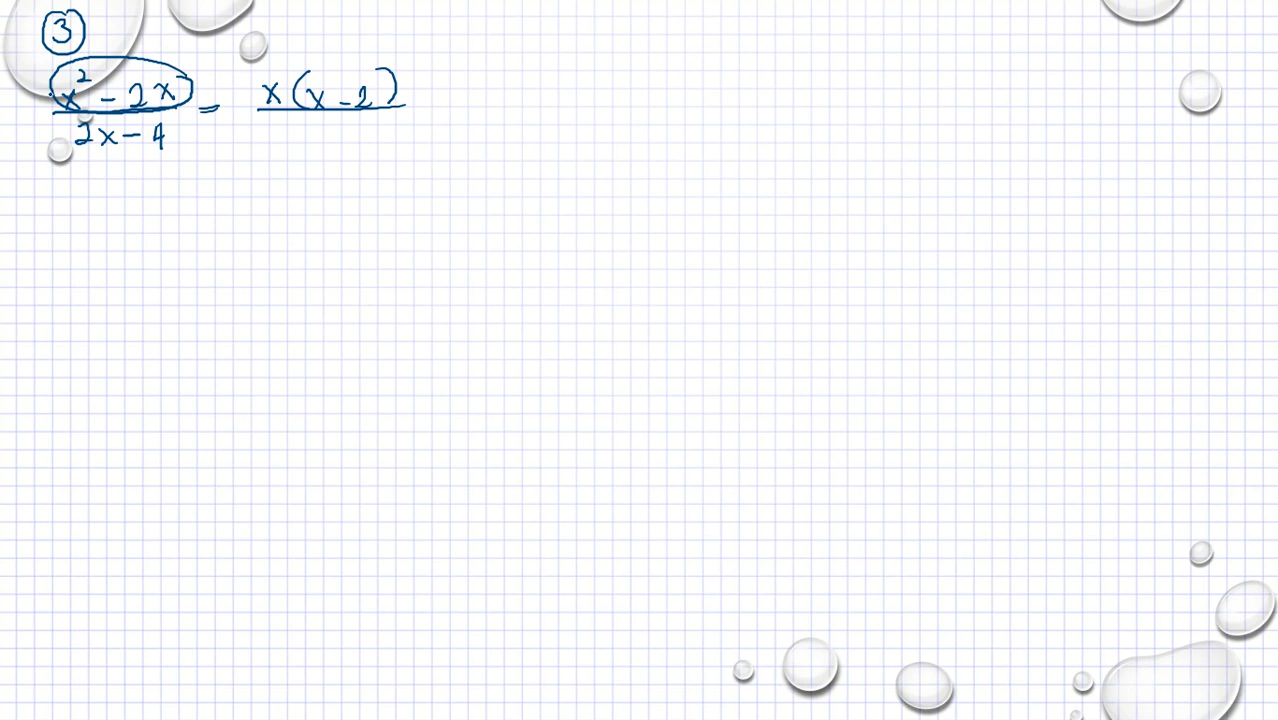 3
x² - 2x / 2x - 4 = x(x - 2)